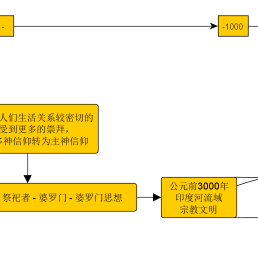 -
-1000
人们生活关系较密切的
受到更多的崇拜，
多神信仰转为主神信仰
祭祀者 - 婆罗门 - 婆罗门思想
公元前3000年
印度河流域
宗教文明